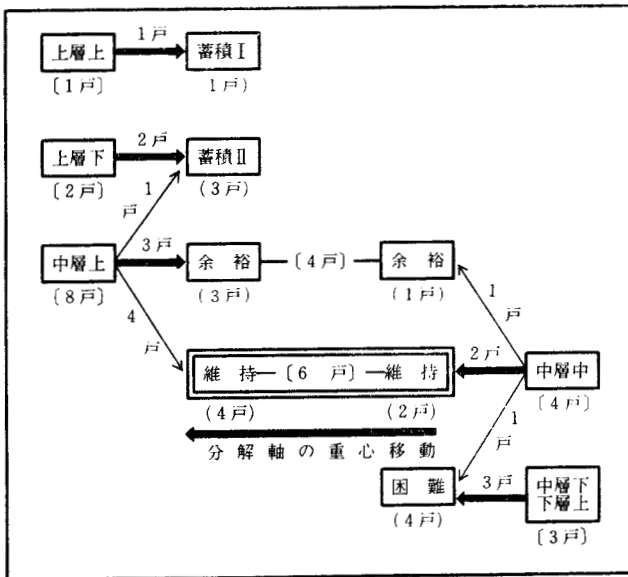 1戸
上層上 蓄積Ⅰ
〔1戸〕 1戸)
2戸
上層下 蓄積Ⅱ
〔2戸〕 1 (3戸)
戸
3戸
中層上 余裕 〔4戸〕 余裕
〔8戸〕 (3戸) (1戸)
4 1
戸 戸
2戸
維持 〔6戸〕 維持 中層中
(4戸) (2戸) 〔4戸〕
1
分解軸の重心移動 戸
困難 3戸 中層下
下層上
(4戸) 〔3戸〕